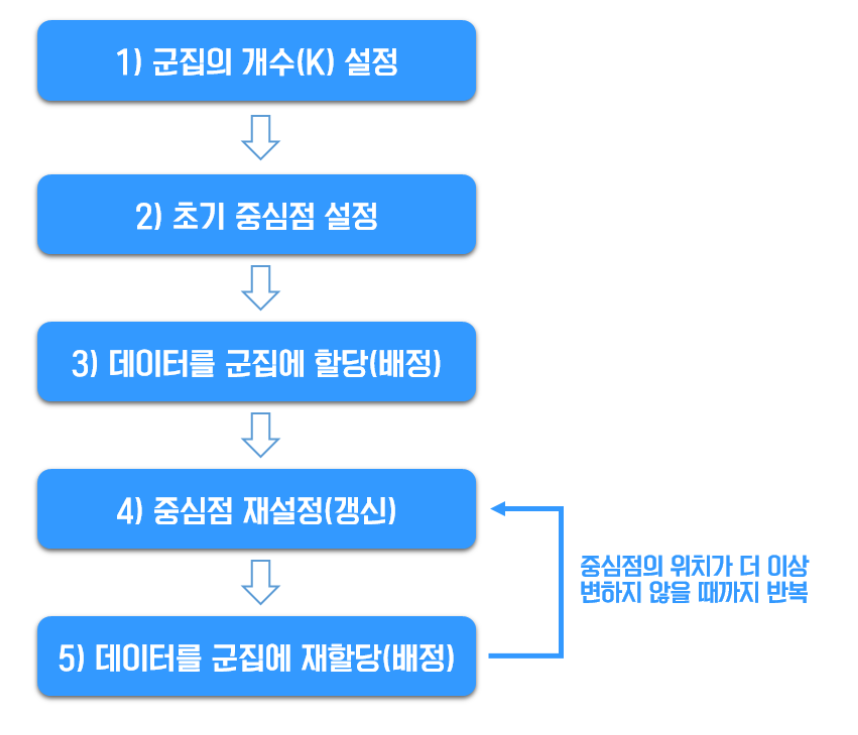 1) 군집의 개수(K) 설정
2) 초기 중심점 설정
3) 데이터를 군집에 할당(배정)
4) 중심점 재설정(갱신)
중심점의 위치가 더 이상
변하지 않을 때까지 반복
5) 데이터를 군집에 재할당(배정)